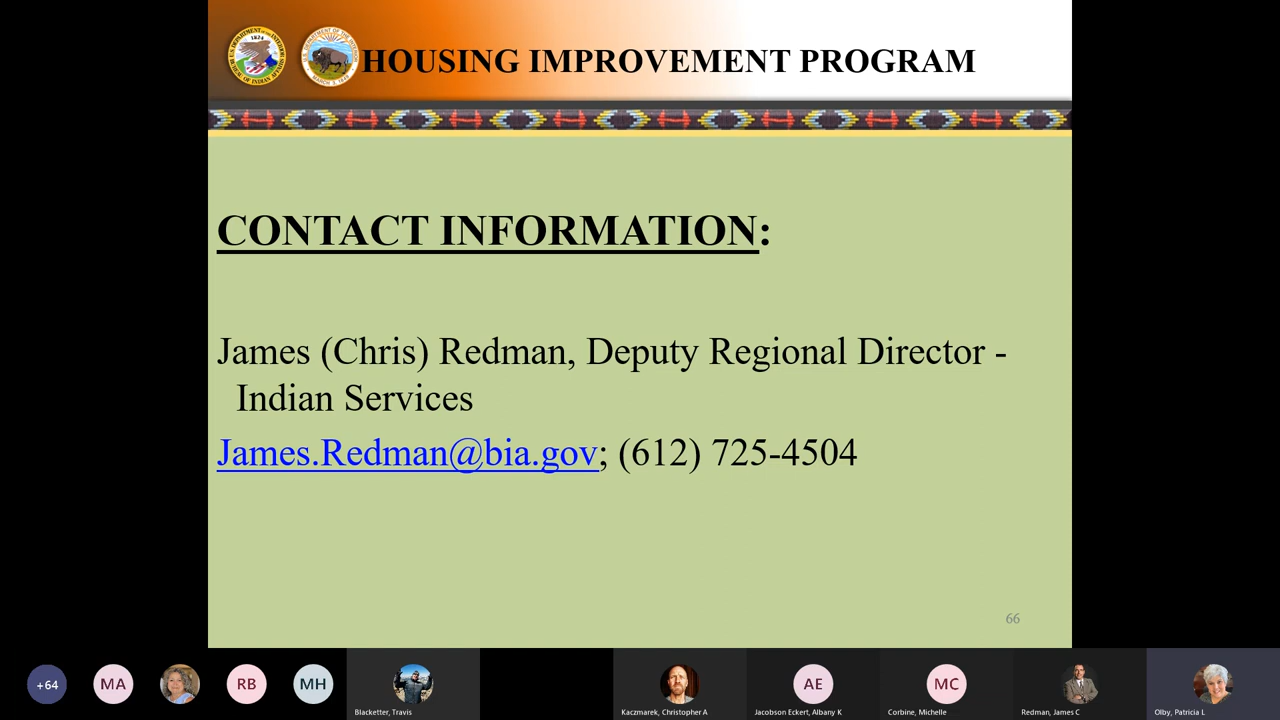 HOUSING IMPROVEMENT PROGRAM
CONTACT INFORMATION:
James (Chris) Redman, Deputy Regional Director -
Indian Services
James.Redman@bia.gov; (612) 725-4504
66
+64
MA
RB
MH
AE
MC
Blacketter, Travis
Kaczmarek, Christopher A
Jacobson Eckert, Albany K
Corbine, Michelle
Redman, James C
Olby, Patricia L